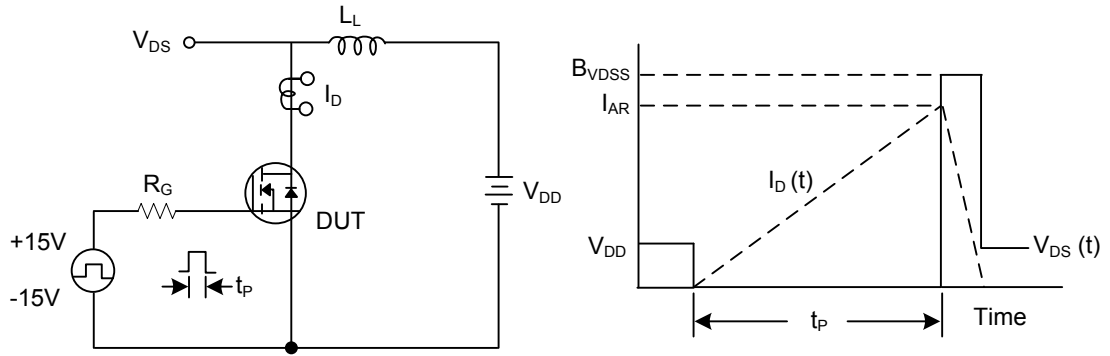 V_DS
L_L
I_D
R_G
DUT
V_DD
+15V
-15V
t_P
B_VDSS
I_AR
I_D (t)
V_DD
V_DS (t)
t_P
Time